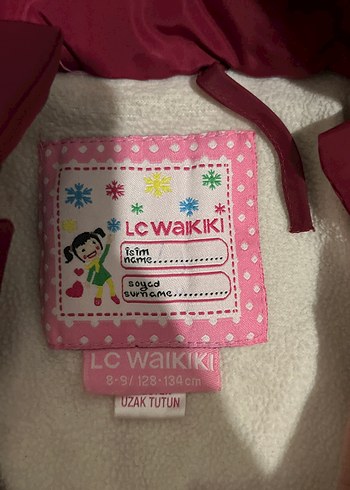 LC WAIKIKI
isim
name..............
soyad
surname..............
LC WAIKIKI
8-9/128-134 cm
UZAK TUTUN